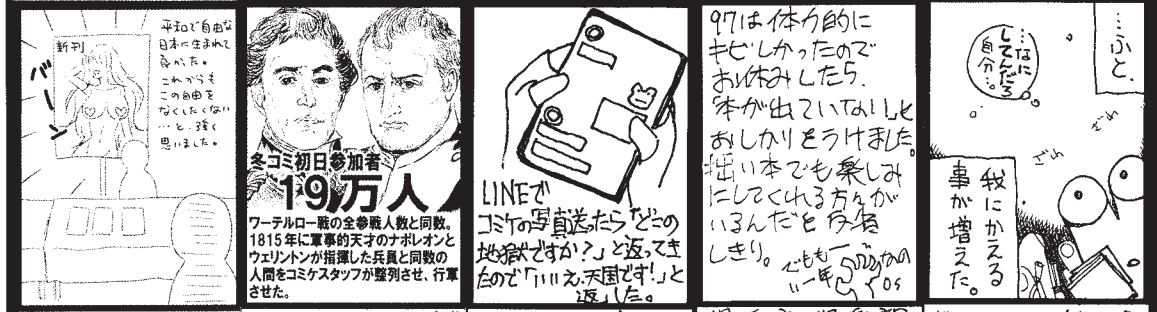 平和で自由な
日本に生まれて
良かった。
これからも
この自由を
なくしたくない
…と、強く
思いました。
新刊
バーン
冬コミ初日参加者
19万人
ワーテルロー戦の全参戦人数と同数。
1815年に軍事的天才のナポレオンと
ウェリントンが指揮した兵員と同数の
人間をコミケスタッフが整列させ、行軍
させた。
LINEで
コミケの写真送ったら「どこの
地獄ですか?」と返ってき
たので「いいえ、天国です!」と
返した。
97は体力的に
キビしかったので
お休みしたら、
「本が出ていない!」と
おしかりをうけました。
拙い本でも楽しみ
にしてくれる方々が
いるんだと反省
しきり。
でももう
一年
…ふと、
…なに
してんだろ
自分…。
ざわ
ざわ
我にかえる
事が増えた。